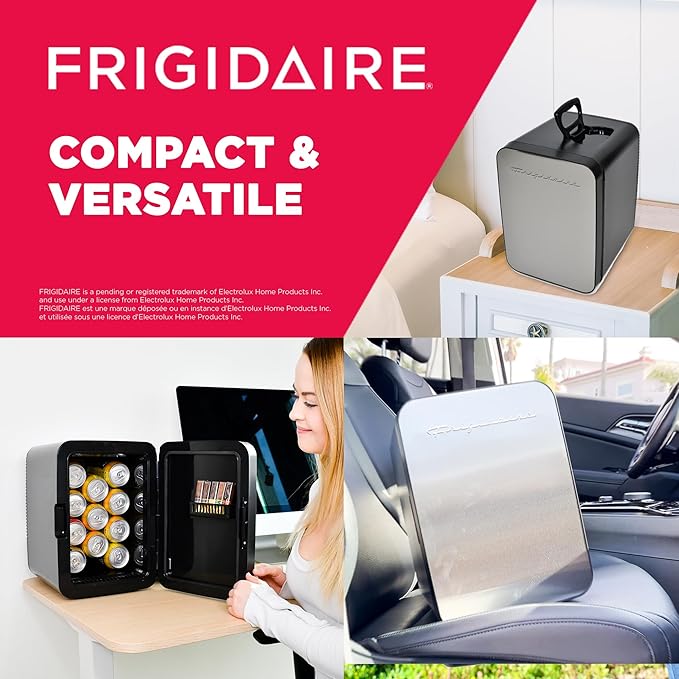 FRIGIDAIRE®
COMPACT &
VERSATILE
FRIGIDAIRE is a pending or registered trademark of Electrolux Home Products Inc.
and use under a license from Electrolux Home Products Inc.
FRIGIDAIRE est une marque déposée ou en instance d'Electrolux Home Products Inc.
et utilisée sous une licence d'Electrolux Home Products Inc.
Frigidaire
Frigidaire